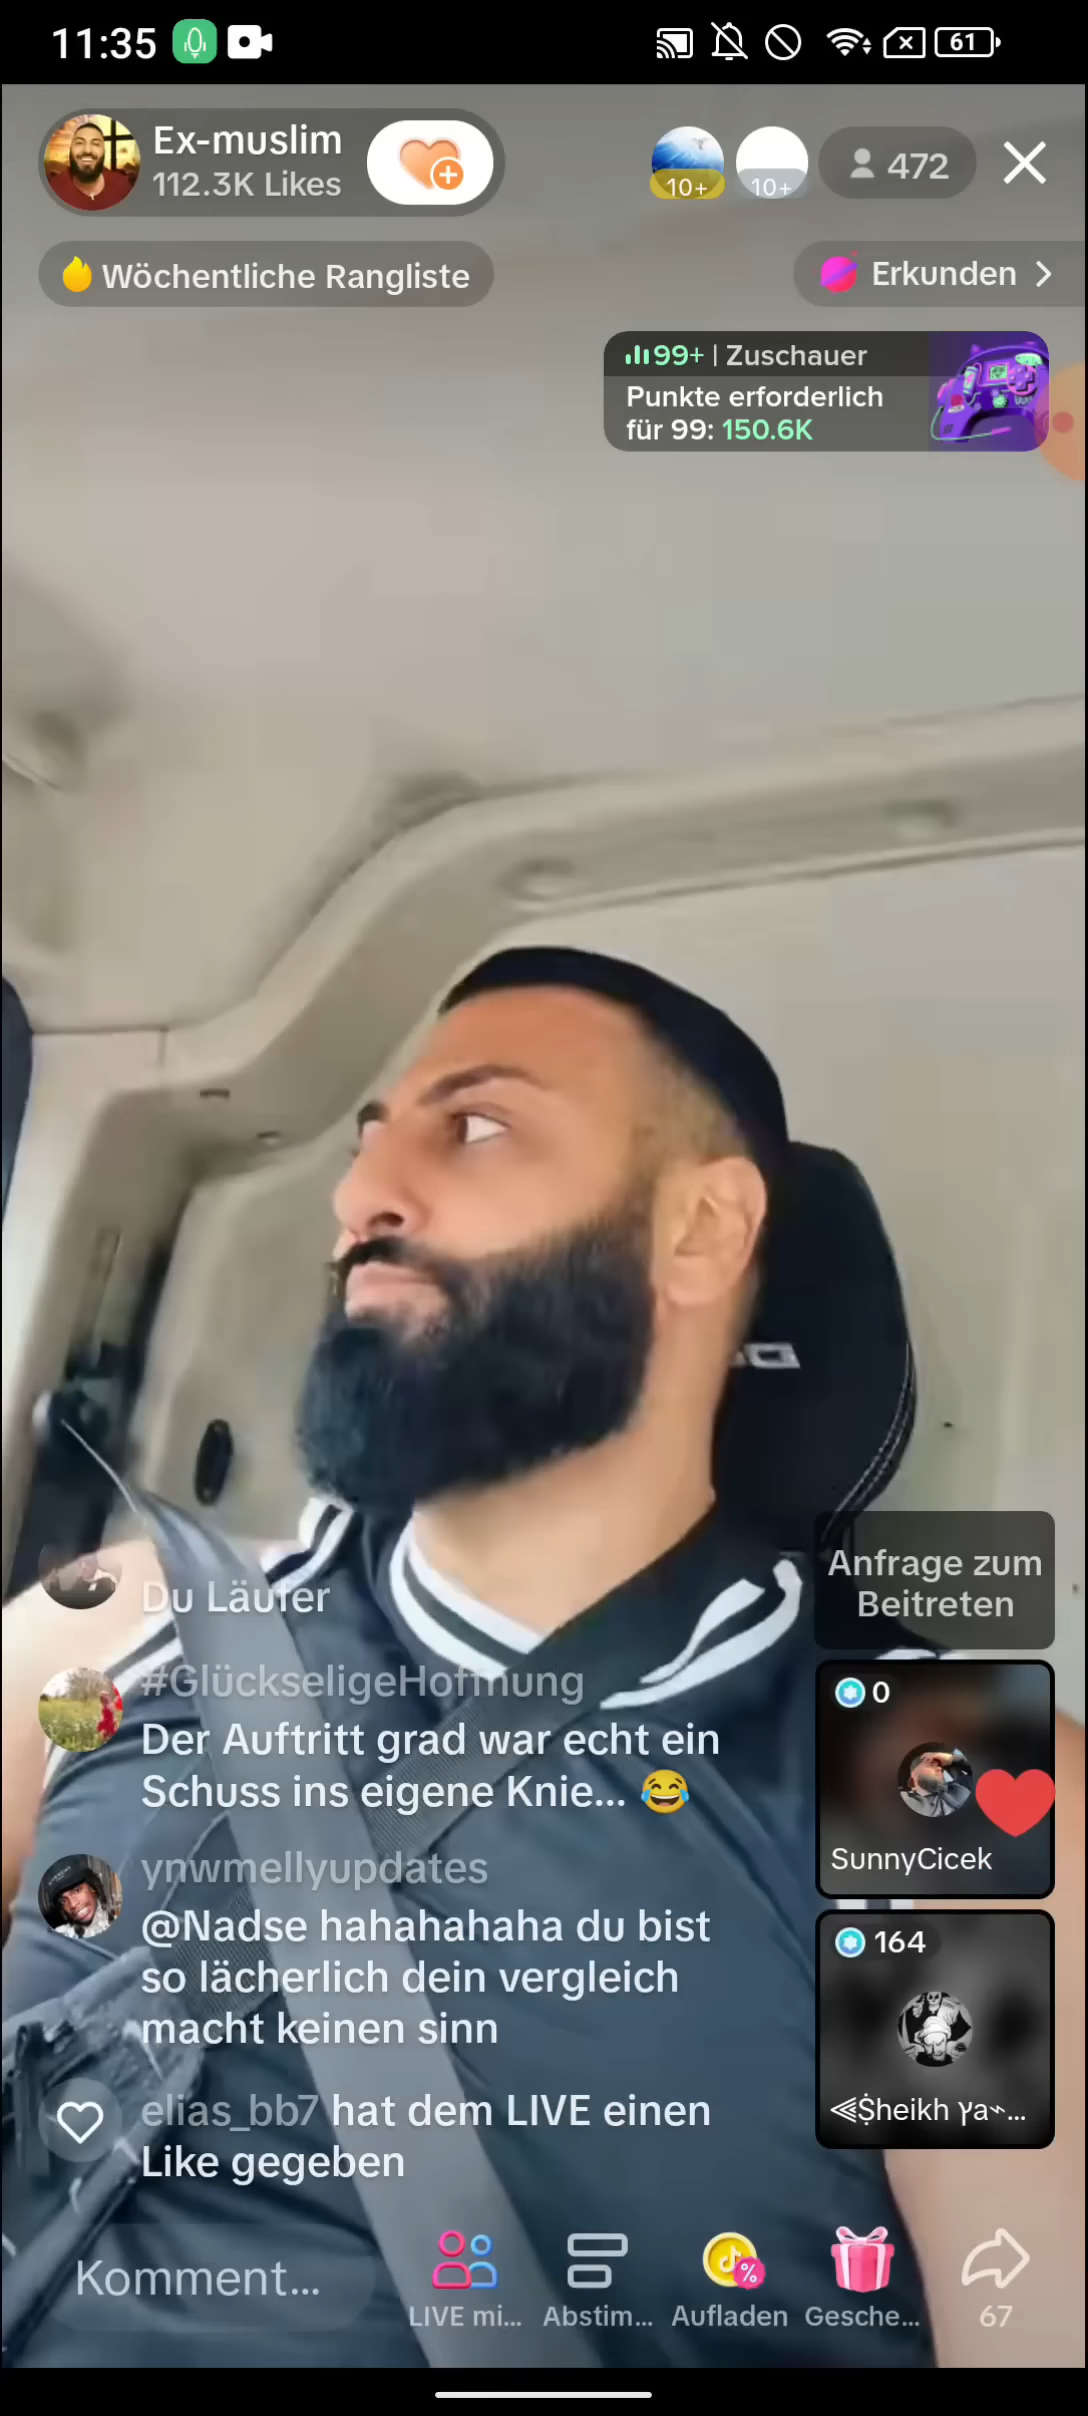 11:35
61
Ex-muslim
112.3K Likes
10+
10+
472
Wöchentliche Rangliste
Erkunden
99+ | Zuschauer
Punkte erforderlich
für 99: 150.6K
Du Läufer
#GlückseligeHoffnung
Der Auftritt grad war echt ein
Schuss ins eigene Knie... 😂
ynwmellyupdates
@Nadse hahahahaha du bist
so lächerlich dein vergleich
macht keinen sinn
elias_bb7 hat dem LIVE einen
Like gegeben
Anfrage zum
Beitreten
0
SunnyCicek
164
⋘Ṩheikh Ɣa...
Komment...
LIVE mi...
Abstim...
Aufladen
Gesche...
67